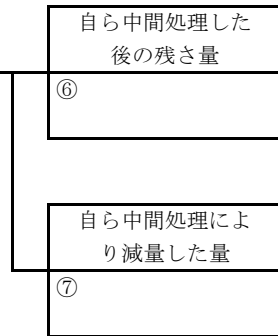 自ら中間処理した
後の残さ量
⑥
自ら中間処理によ
り減量した量
⑦